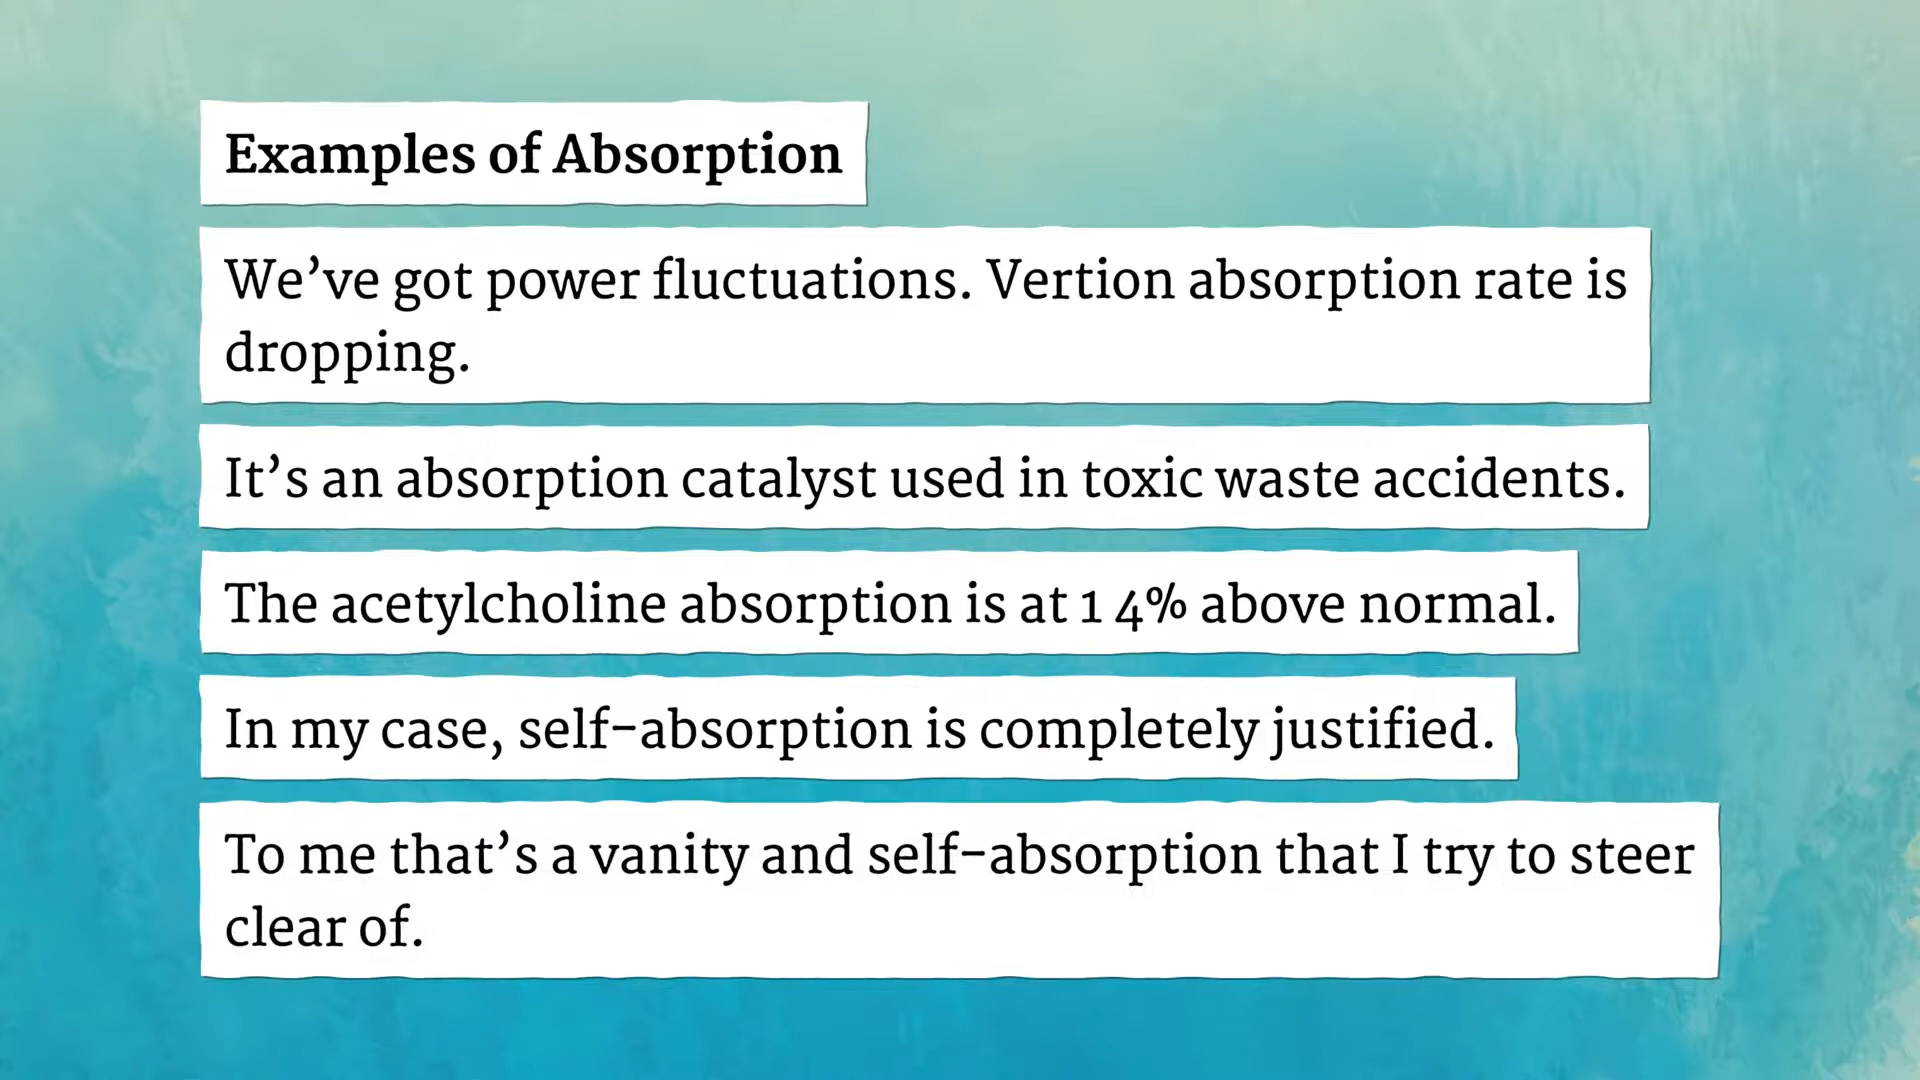 Examples of Absorption
We’ve got power fluctuations. Vertion absorption rate is
dropping.
It’s an absorption catalyst used in toxic waste accidents.
The acetylcholine absorption is at 1 4% above normal.
In my case, self-absorption is completely justified.
To me that’s a vanity and self-absorption that I try to steer
clear of.